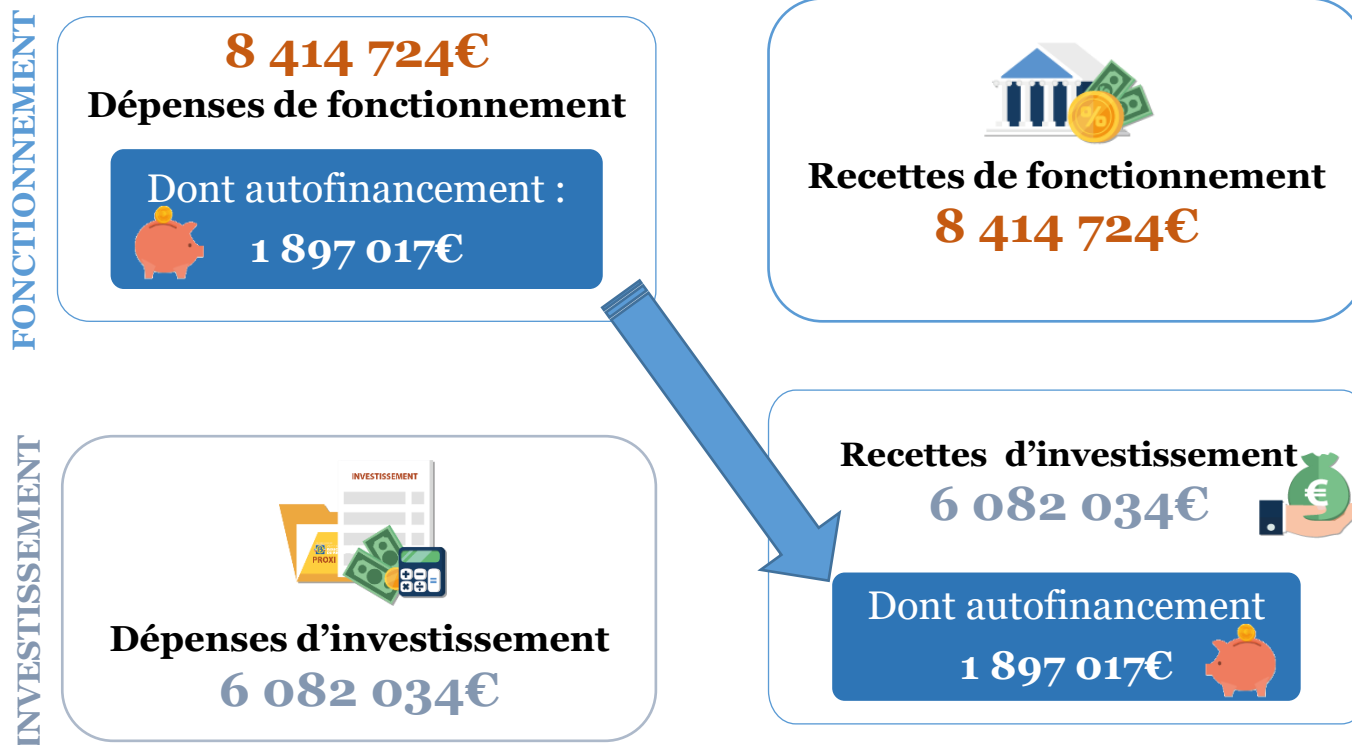 FONCTIONNEMENT
8 414 724€
Dépenses de fonctionnement
Dont autofinancement :
1 897 017€
Recettes de fonctionnement
8 414 724€
INVESTISSEMENT
INVESTISSEMENT
PROXI
Dépenses d’investissement
6 082 034€
Recettes d’investissement
6 082 034€
€
Dont autofinancement
1 897 017€